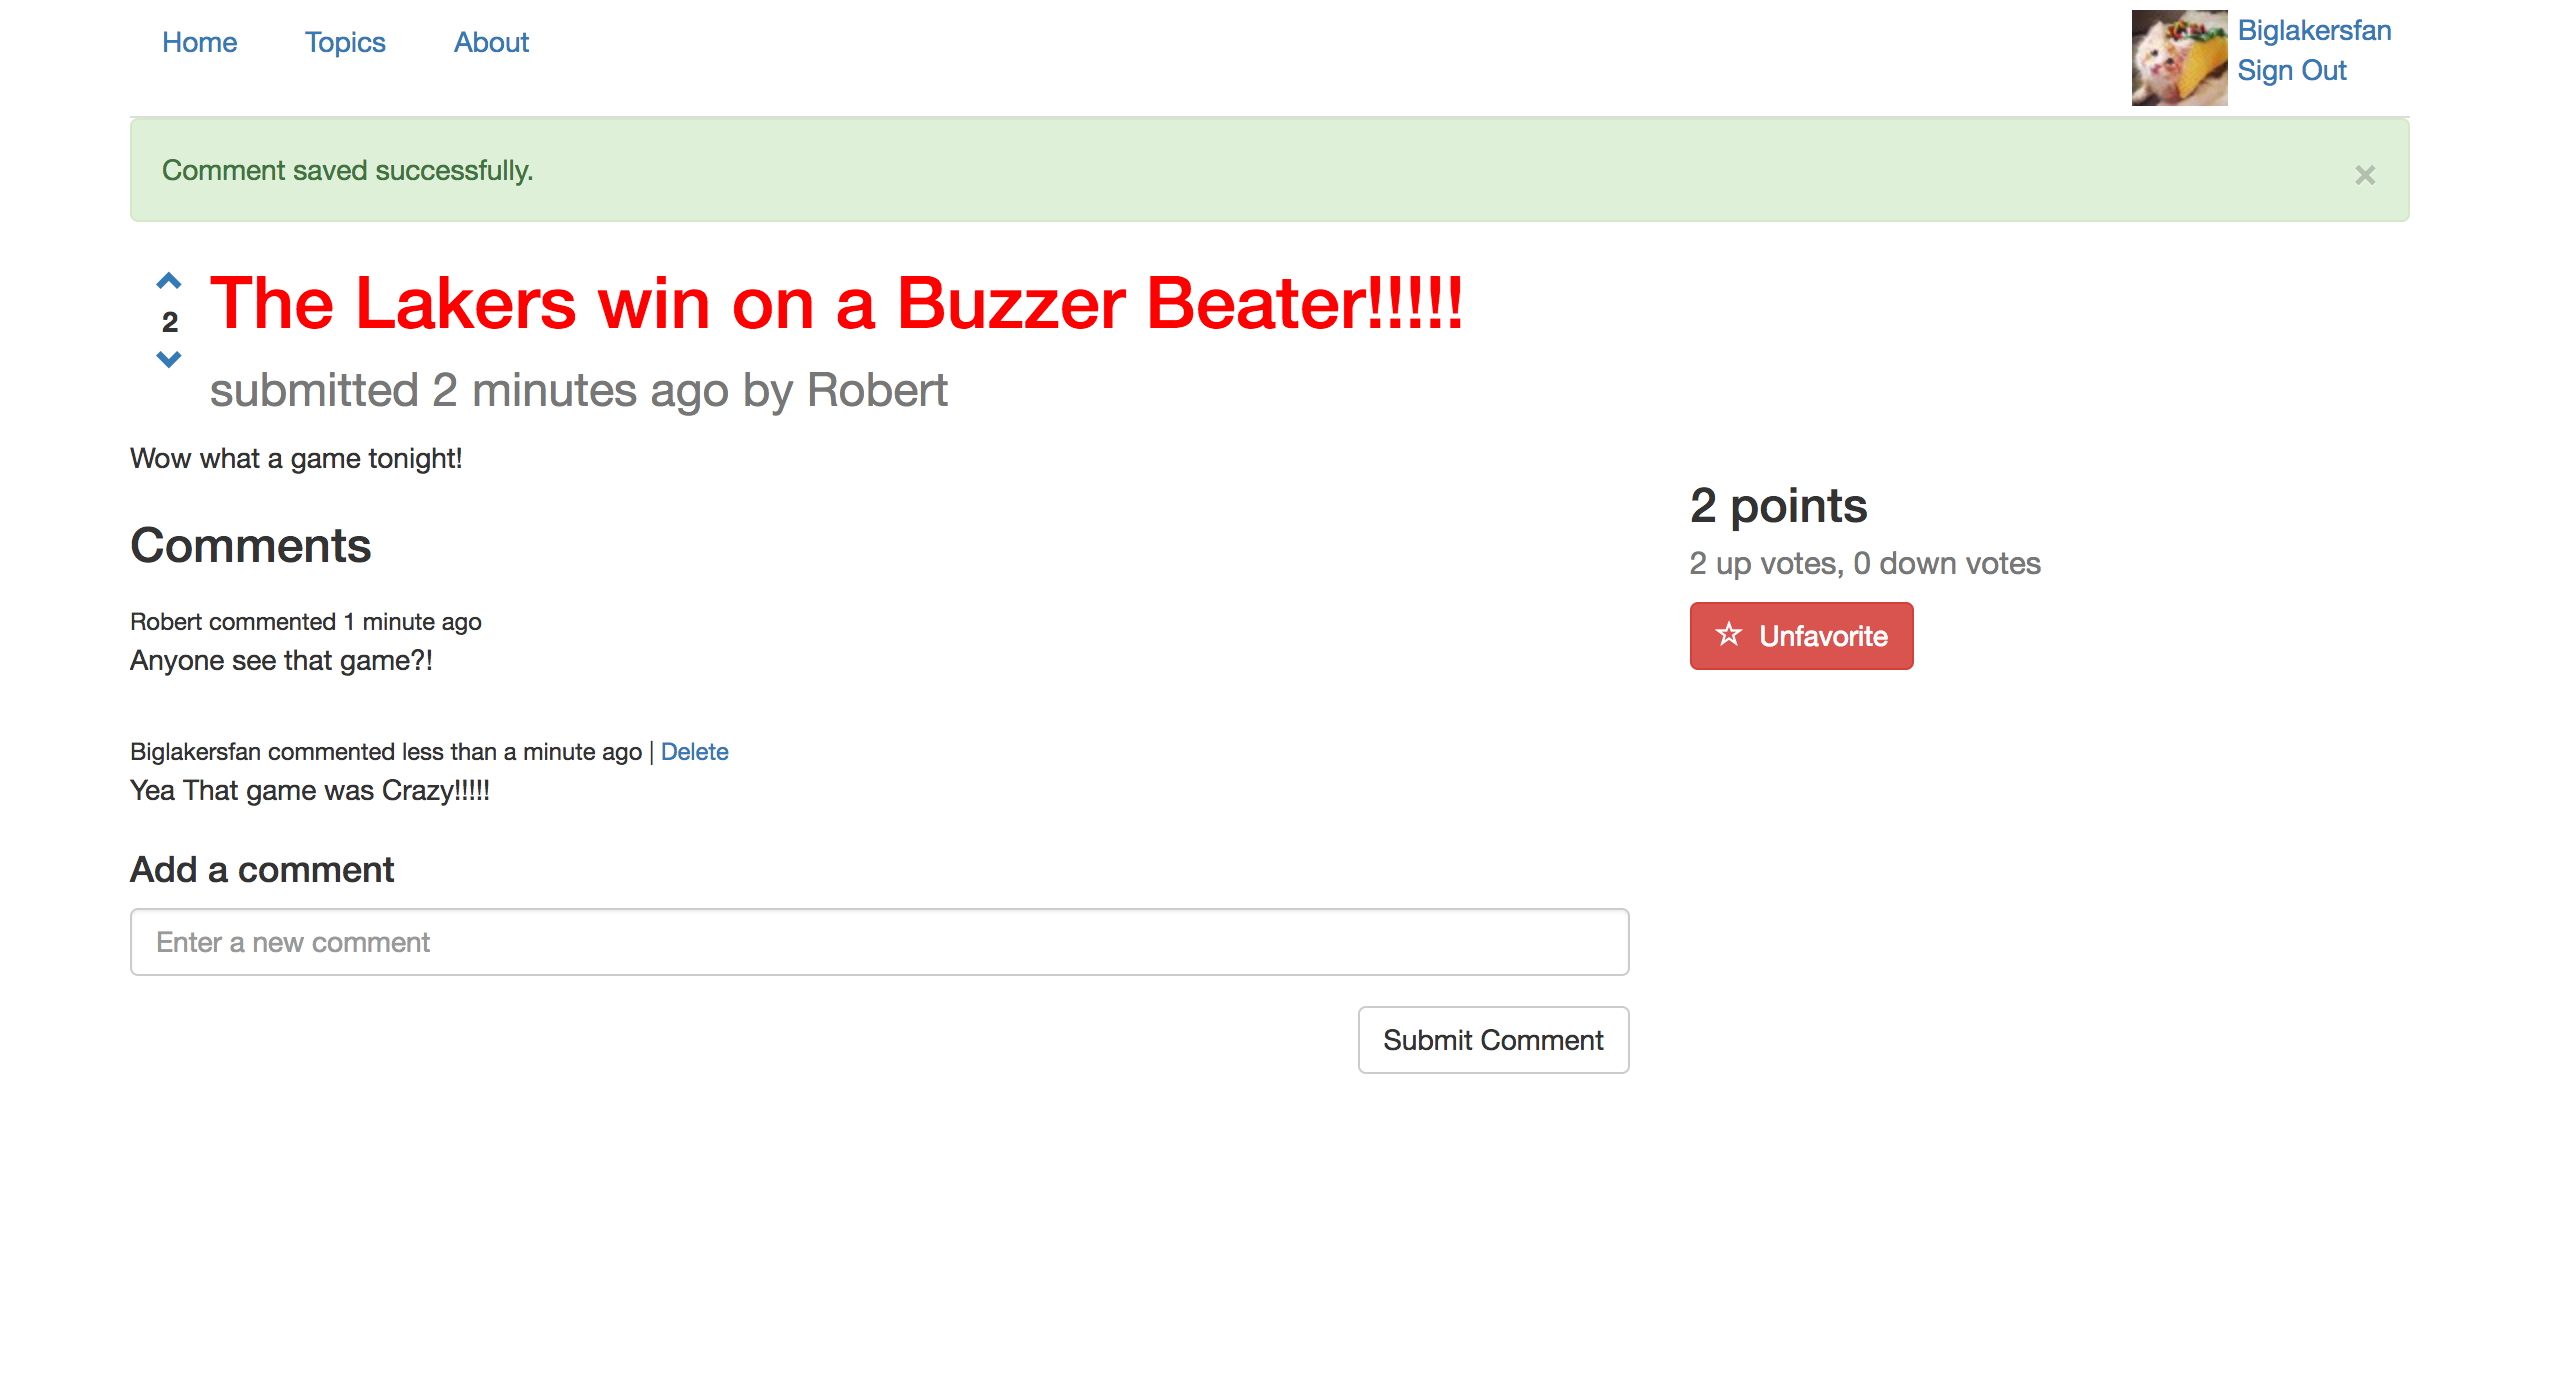 Home Topics About
Biglakersfan
Sign Out
Comment saved successfully. ×
The Lakers win on a Buzzer Beater!!!!!
2
submitted 2 minutes ago by Robert
Wow what a game tonight!
Comments
Robert commented 1 minute ago
Anyone see that game?!
Biglakersfan commented less than a minute ago | Delete
Yea That game was Crazy!!!!!
Add a comment
Enter a new comment
Submit Comment
2 points
2 up votes, 0 down votes
Unfavorite